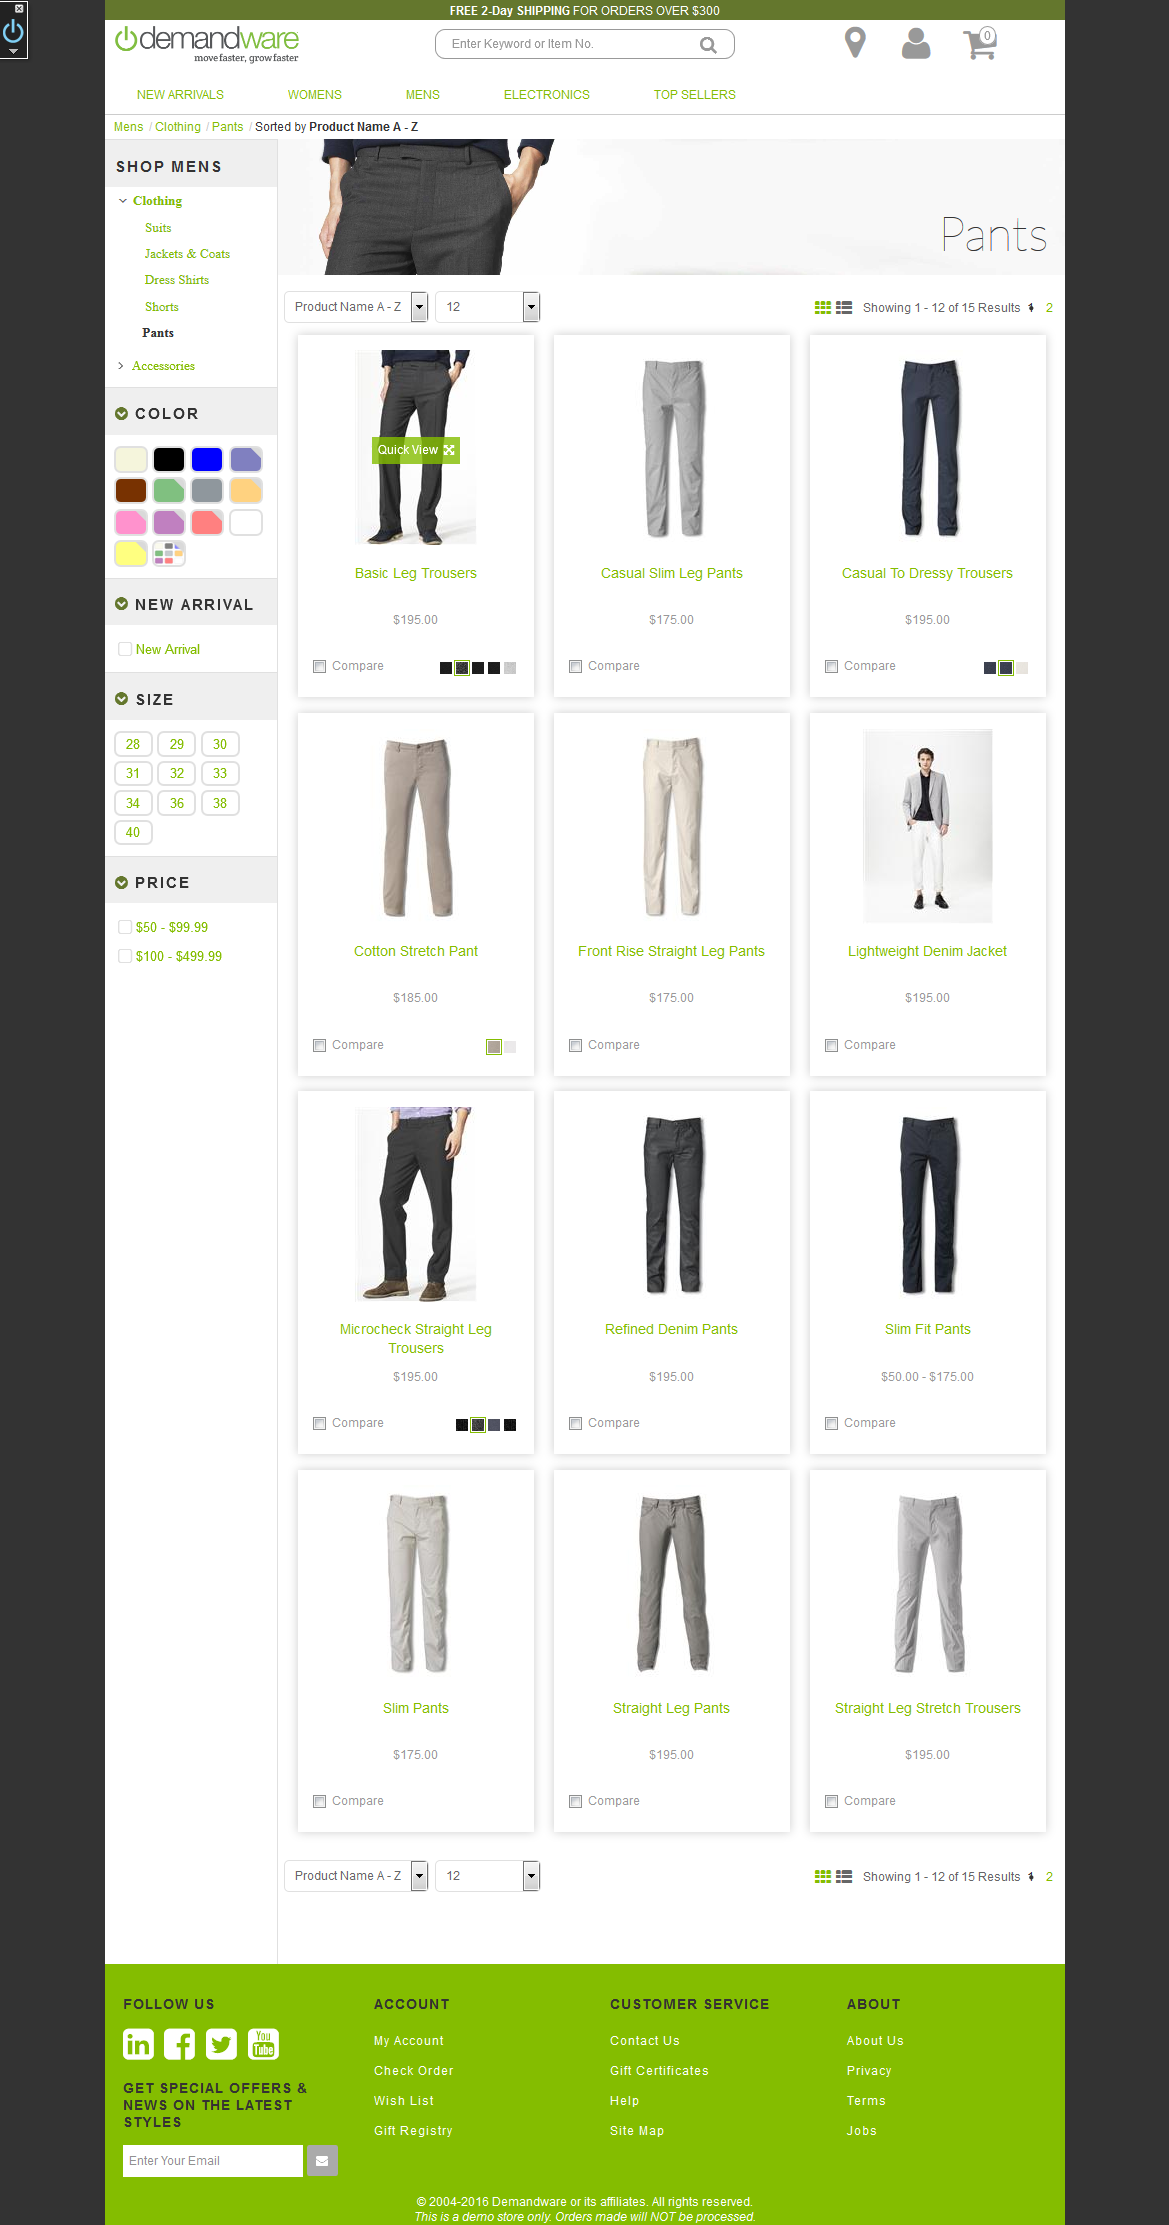 FREE 2-Day SHIPPING FOR ORDERS OVER $300
demandware
move faster, grow faster
Enter Keyword or Item No.
0
NEW ARRIVALS WOMENS MENS ELECTRONICS TOP SELLERS
Mens / Clothing / Pants / Sorted by Product Name A - Z
SHOP MENS
Clothing
Suits
Jackets & Coats
Dress Shirts
Shorts
Pants
Accessories
COLOR
NEW ARRIVAL
New Arrival
SIZE
28 29 30
31 32 33
34 36 38
40
PRICE
$50 - $99.99
$100 - $499.99
Pants
Product Name A - Z 12 Showing 1 - 12 of 15 Results 1 2
Quick View
Basic Leg Trousers
$195.00
Compare
Casual Slim Leg Pants
$175.00
Compare
Casual To Dressy Trousers
$195.00
Compare
Cotton Stretch Pant
$185.00
Compare
Front Rise Straight Leg Pants
$175.00
Compare
Lightweight Denim Jacket
$195.00
Compare
Microcheck Straight Leg
Trousers
$195.00
Compare
Refined Denim Pants
$195.00
Compare
Slim Fit Pants
$50.00 - $175.00
Compare
Slim Pants
$175.00
Compare
Straight Leg Pants
$195.00
Compare
Straight Leg Stretch Trousers
$195.00
Compare
Product Name A - Z 12 Showing 1 - 12 of 15 Results 1 2
FOLLOW US
in f You Tube
GET SPECIAL OFFERS &
NEWS ON THE LATEST
STYLES
Enter Your Email
ACCOUNT
My Account
Check Order
Wish List
Gift Registry
CUSTOMER SERVICE
Contact Us
Gift Certificates
Help
Site Map
ABOUT
About Us
Privacy
Terms
Jobs
© 2004-2016 Demandware or its affiliates. All rights reserved.
This is a demo store only. Orders made will NOT be processed.